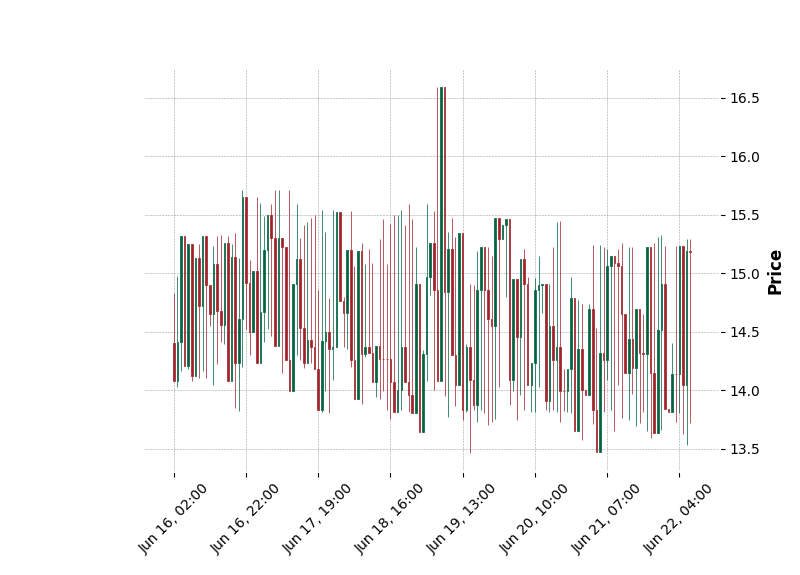 16.5
16.0
15.5
15.0
14.5
14.0
13.5
Price
Jun 16, 02:00
Jun 16, 22:00
Jun 17, 19:00
Jun 18, 16:00
Jun 19, 13:00
Jun 20, 10:00
Jun 21, 07:00
Jun 22, 04:00